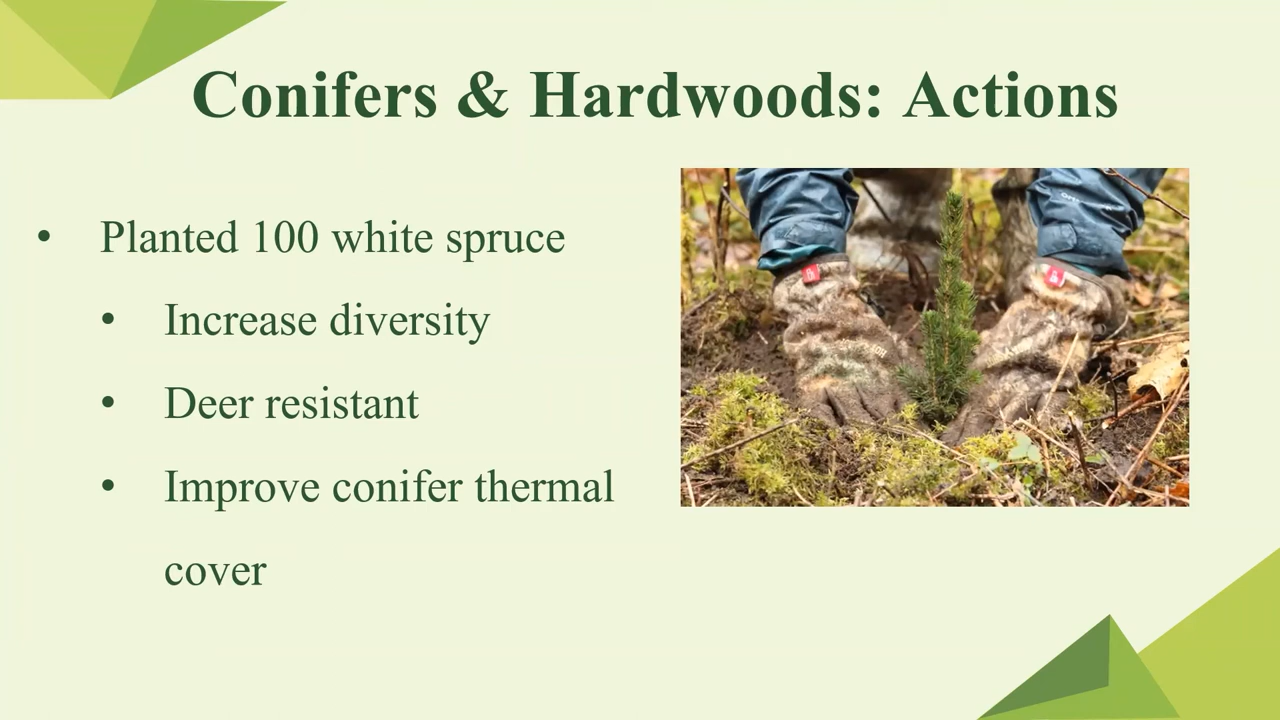 Conifers & Hardwoods: Actions
• Planted 100 white spruce
• Increase diversity
• Deer resistant
• Improve conifer thermal
cover